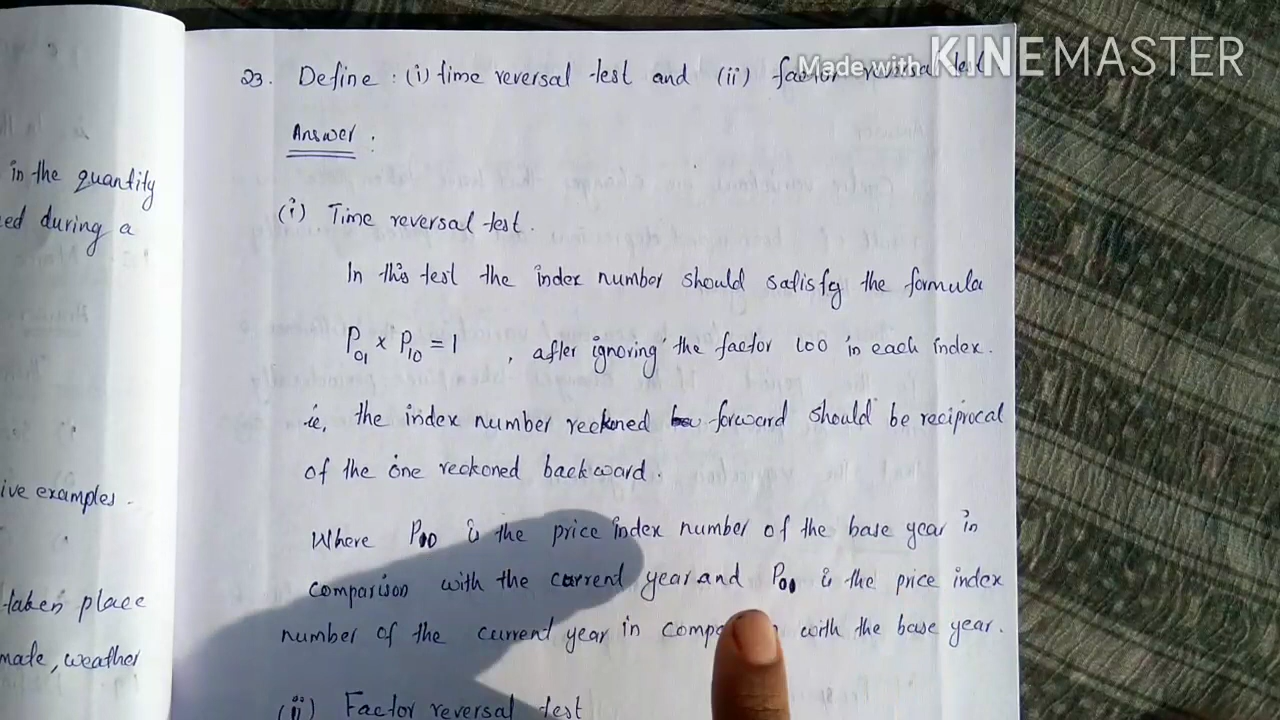 Made with KINEMASTER
in the quantity
ed during a
ive examples.
taken place
mate, weather
23. Define : (i) time reversal test and (ii) factor reversal test
Answer :
(i) Time reversal test.
In this test the index number should satisfy the formula
P01 x P10 = 1 , after ignoring the factor 100 in each index.
ie, the index number reckoned forward should be reciprocal
of the one reckoned backward.
Where is the price index number of the base year in
comparison with the current year and is the price index
number of the current year in with the base year.
(ii) Factor reversal test